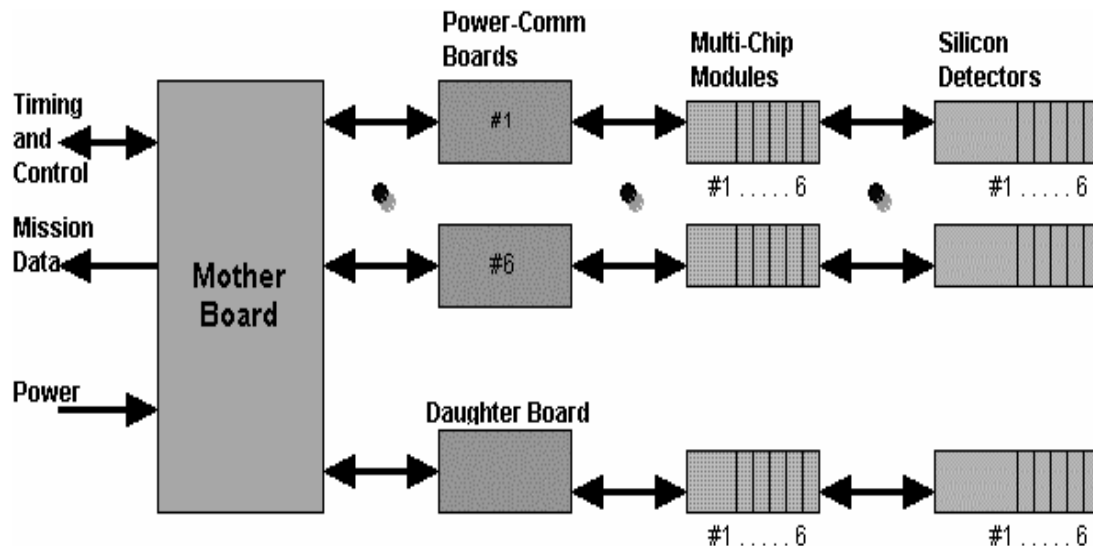 Power-Comm
Boards
Multi-Chip
Modules
Silicon
Detectors
Timing
and
Control
#1
#1 . . . . . 6
#1 . . . . . 6
Mission
Data
Mother
Board
#6
Power
Daughter Board
#1 . . . . . 6
#1 . . . . . 6